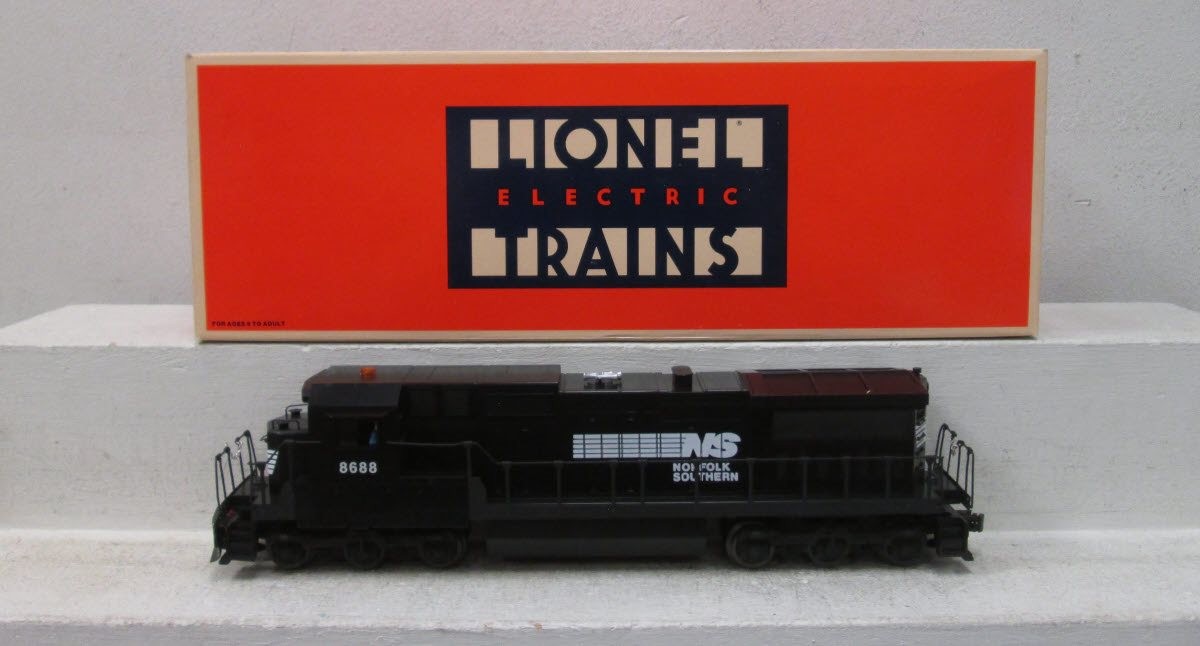 LIONEL®
ELECTRIC
TRAINS
FOR AGES 8 TO ADULT
8688
NS
NORFOLK
SOUTHERN